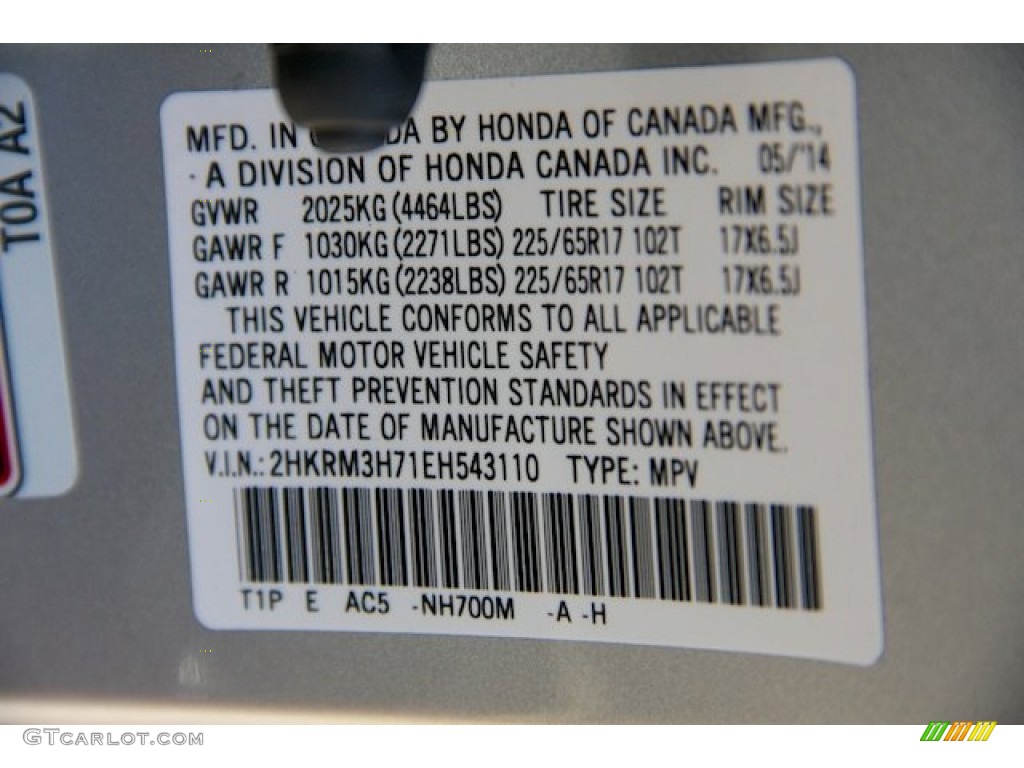 T0A A2
MFD. IN CANADA BY HONDA OF CANADA MFG.,
A DIVISION OF HONDA CANADA INC. 05/'14
GVWR 2025KG (4464LBS) TIRE SIZE RIM SIZE
GAWR F 1030KG (2271LBS) 225/65R17 102T 17X6.5J
GAWR R 1015KG (2238LBS) 225/65R17 102T 17X6.5J
THIS VEHICLE CONFORMS TO ALL APPLICABLE
FEDERAL MOTOR VEHICLE SAFETY
AND THEFT PREVENTION STANDARDS IN EFFECT
ON THE DATE OF MANUFACTURE SHOWN ABOVE.
V.I.N.: 2HKRM3H71EH543110 TYPE: MPV
T1P E AC5 -NH700M -A -H
GTcarlot.com